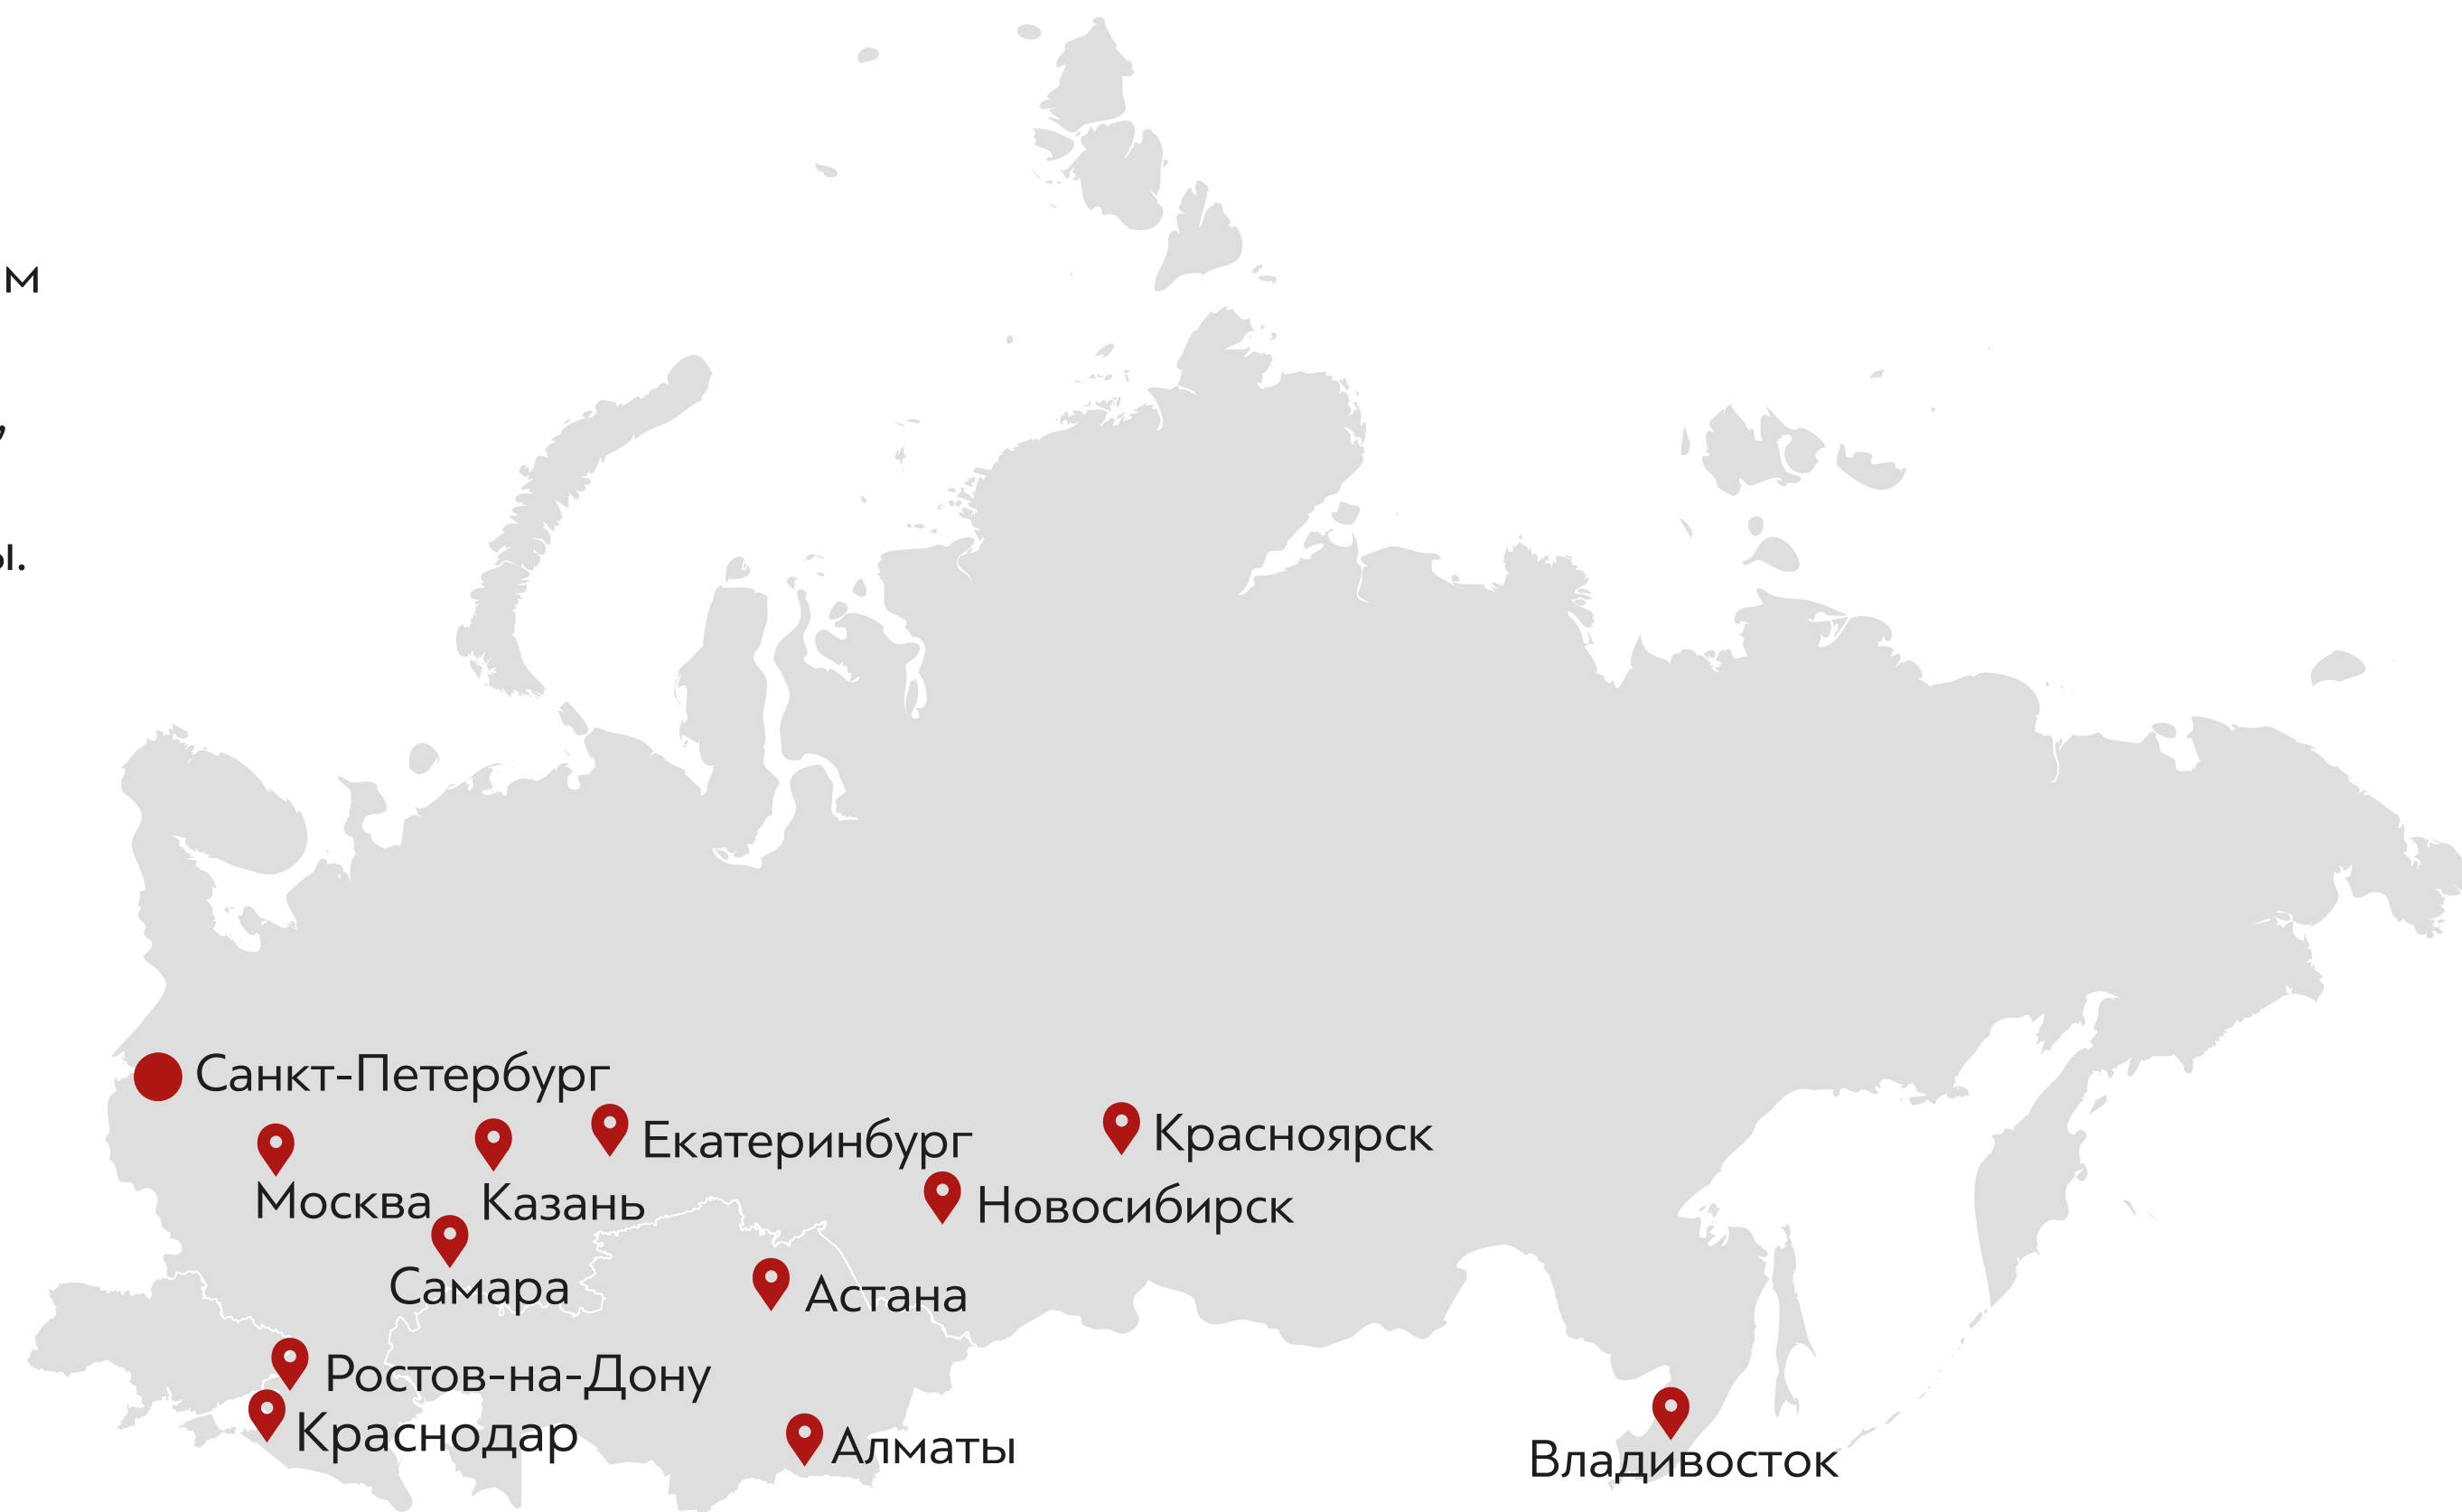 м
,
ы.
Санкт-Петербург
Екатеринбург
Красноярск
Москва
Казань
Новосибирск
Самара
Астана
Ростов-на-Дону
Краснодар
Алматы
Владивосток